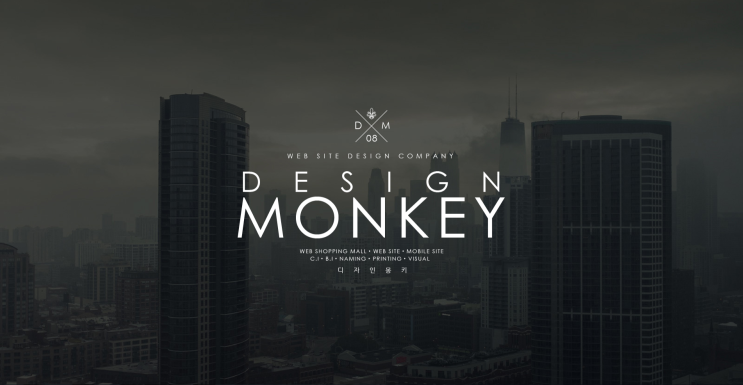 D M
08
WEB SITE DESIGN COMPANY
DESIGN
MONKEY
WEB SHOPPING MALL • WEB SITE • MOBILE SITE
C.I • B.I • NAMING • PRINTING • VISUAL
디자인몽키